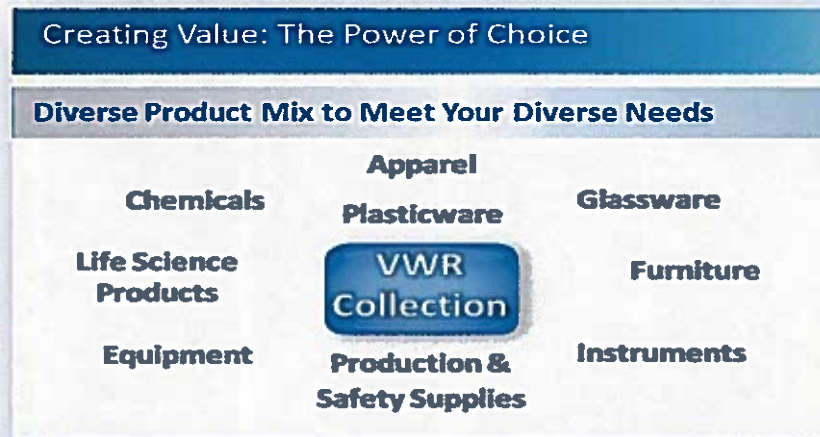 Creating Value: The Power of Choice
Diverse Product Mix to Meet Your Diverse Needs
Apparel
Chemicals
Plasticware
Glassware
Life Science
Products
VWR
Collection
Furniture
Equipment
Production &
Safety Supplies
Instruments